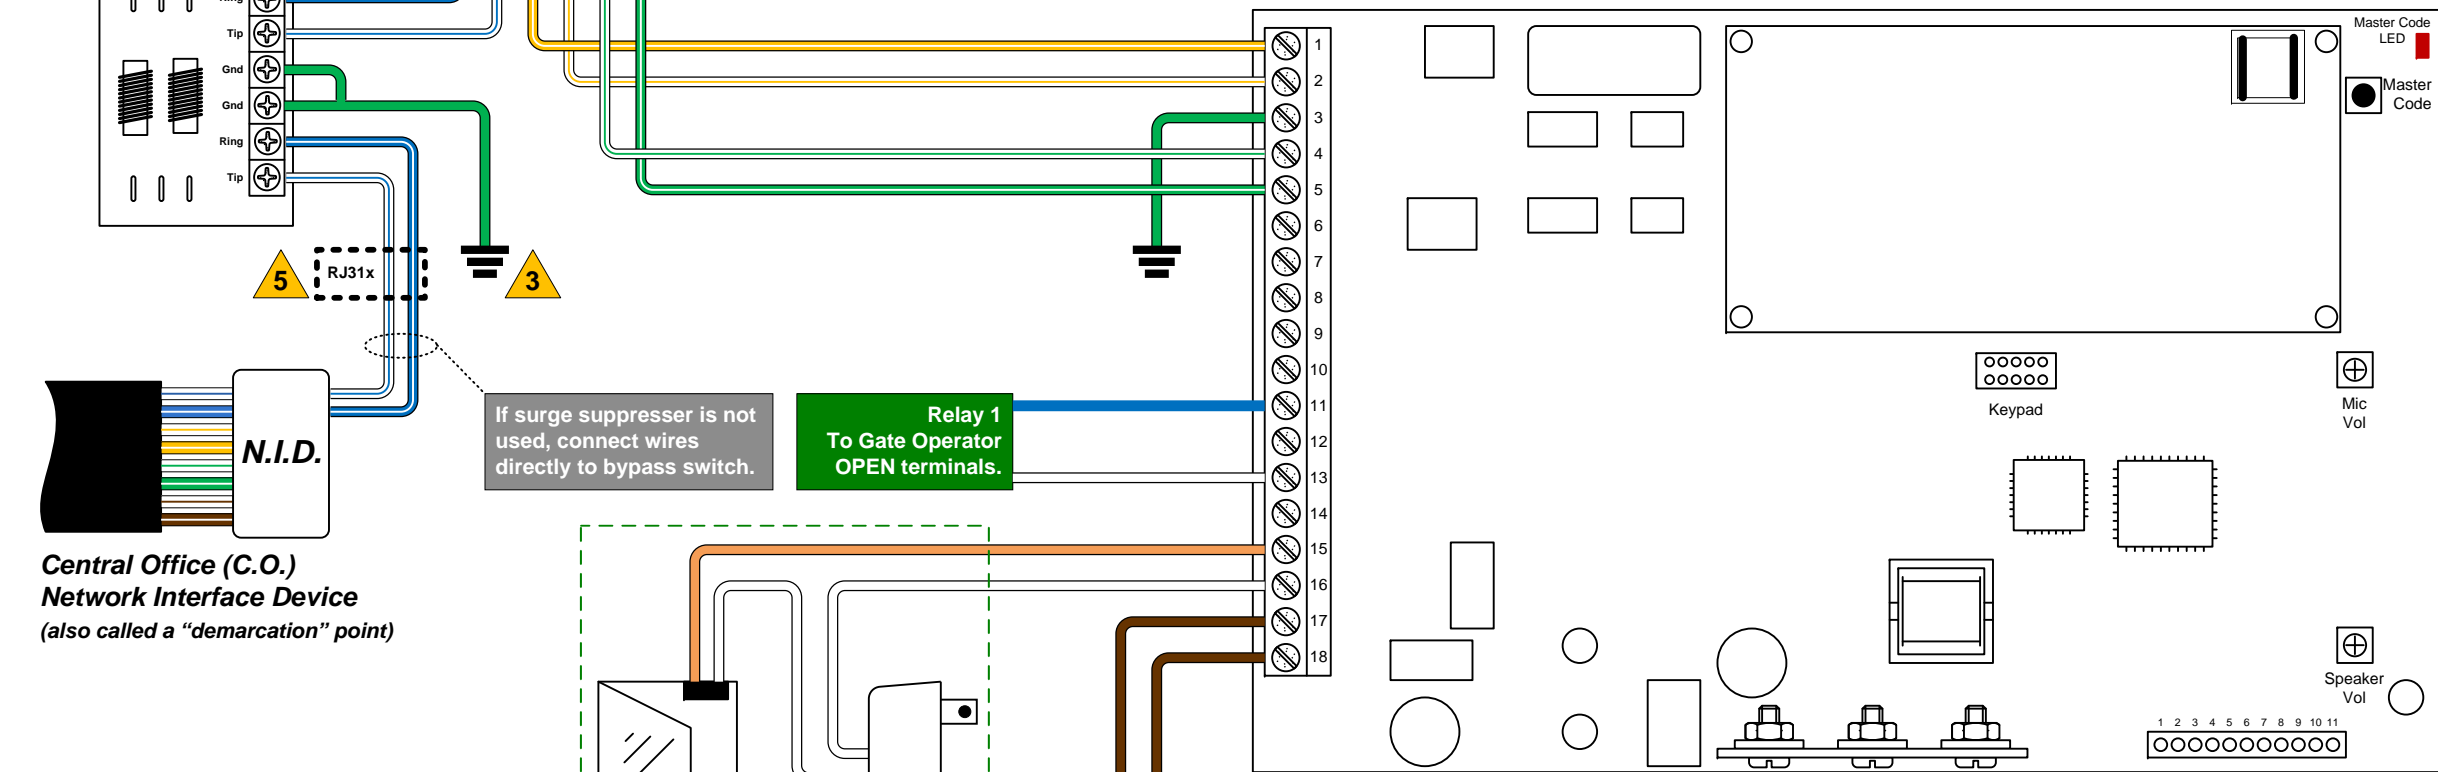 Ring
Tip
Gnd
Gnd
Ring
Tip
5
RJ31x
3
N.I.D.
Central Office (C.O.)
Network Interface Device
(also called a “demarcation” point)
If surge suppresser is not
used, connect wires
directly to bypass switch.
Relay 1
To Gate Operator
OPEN terminals.
1
2
3
4
5
6
7
8
9
10
11
12
13
14
15
16
17
18
Master Code
LED
Master
Code
Keypad
Mic
Vol
Speaker
Vol
1 2 3 4 5 6 7 8 9 10 11